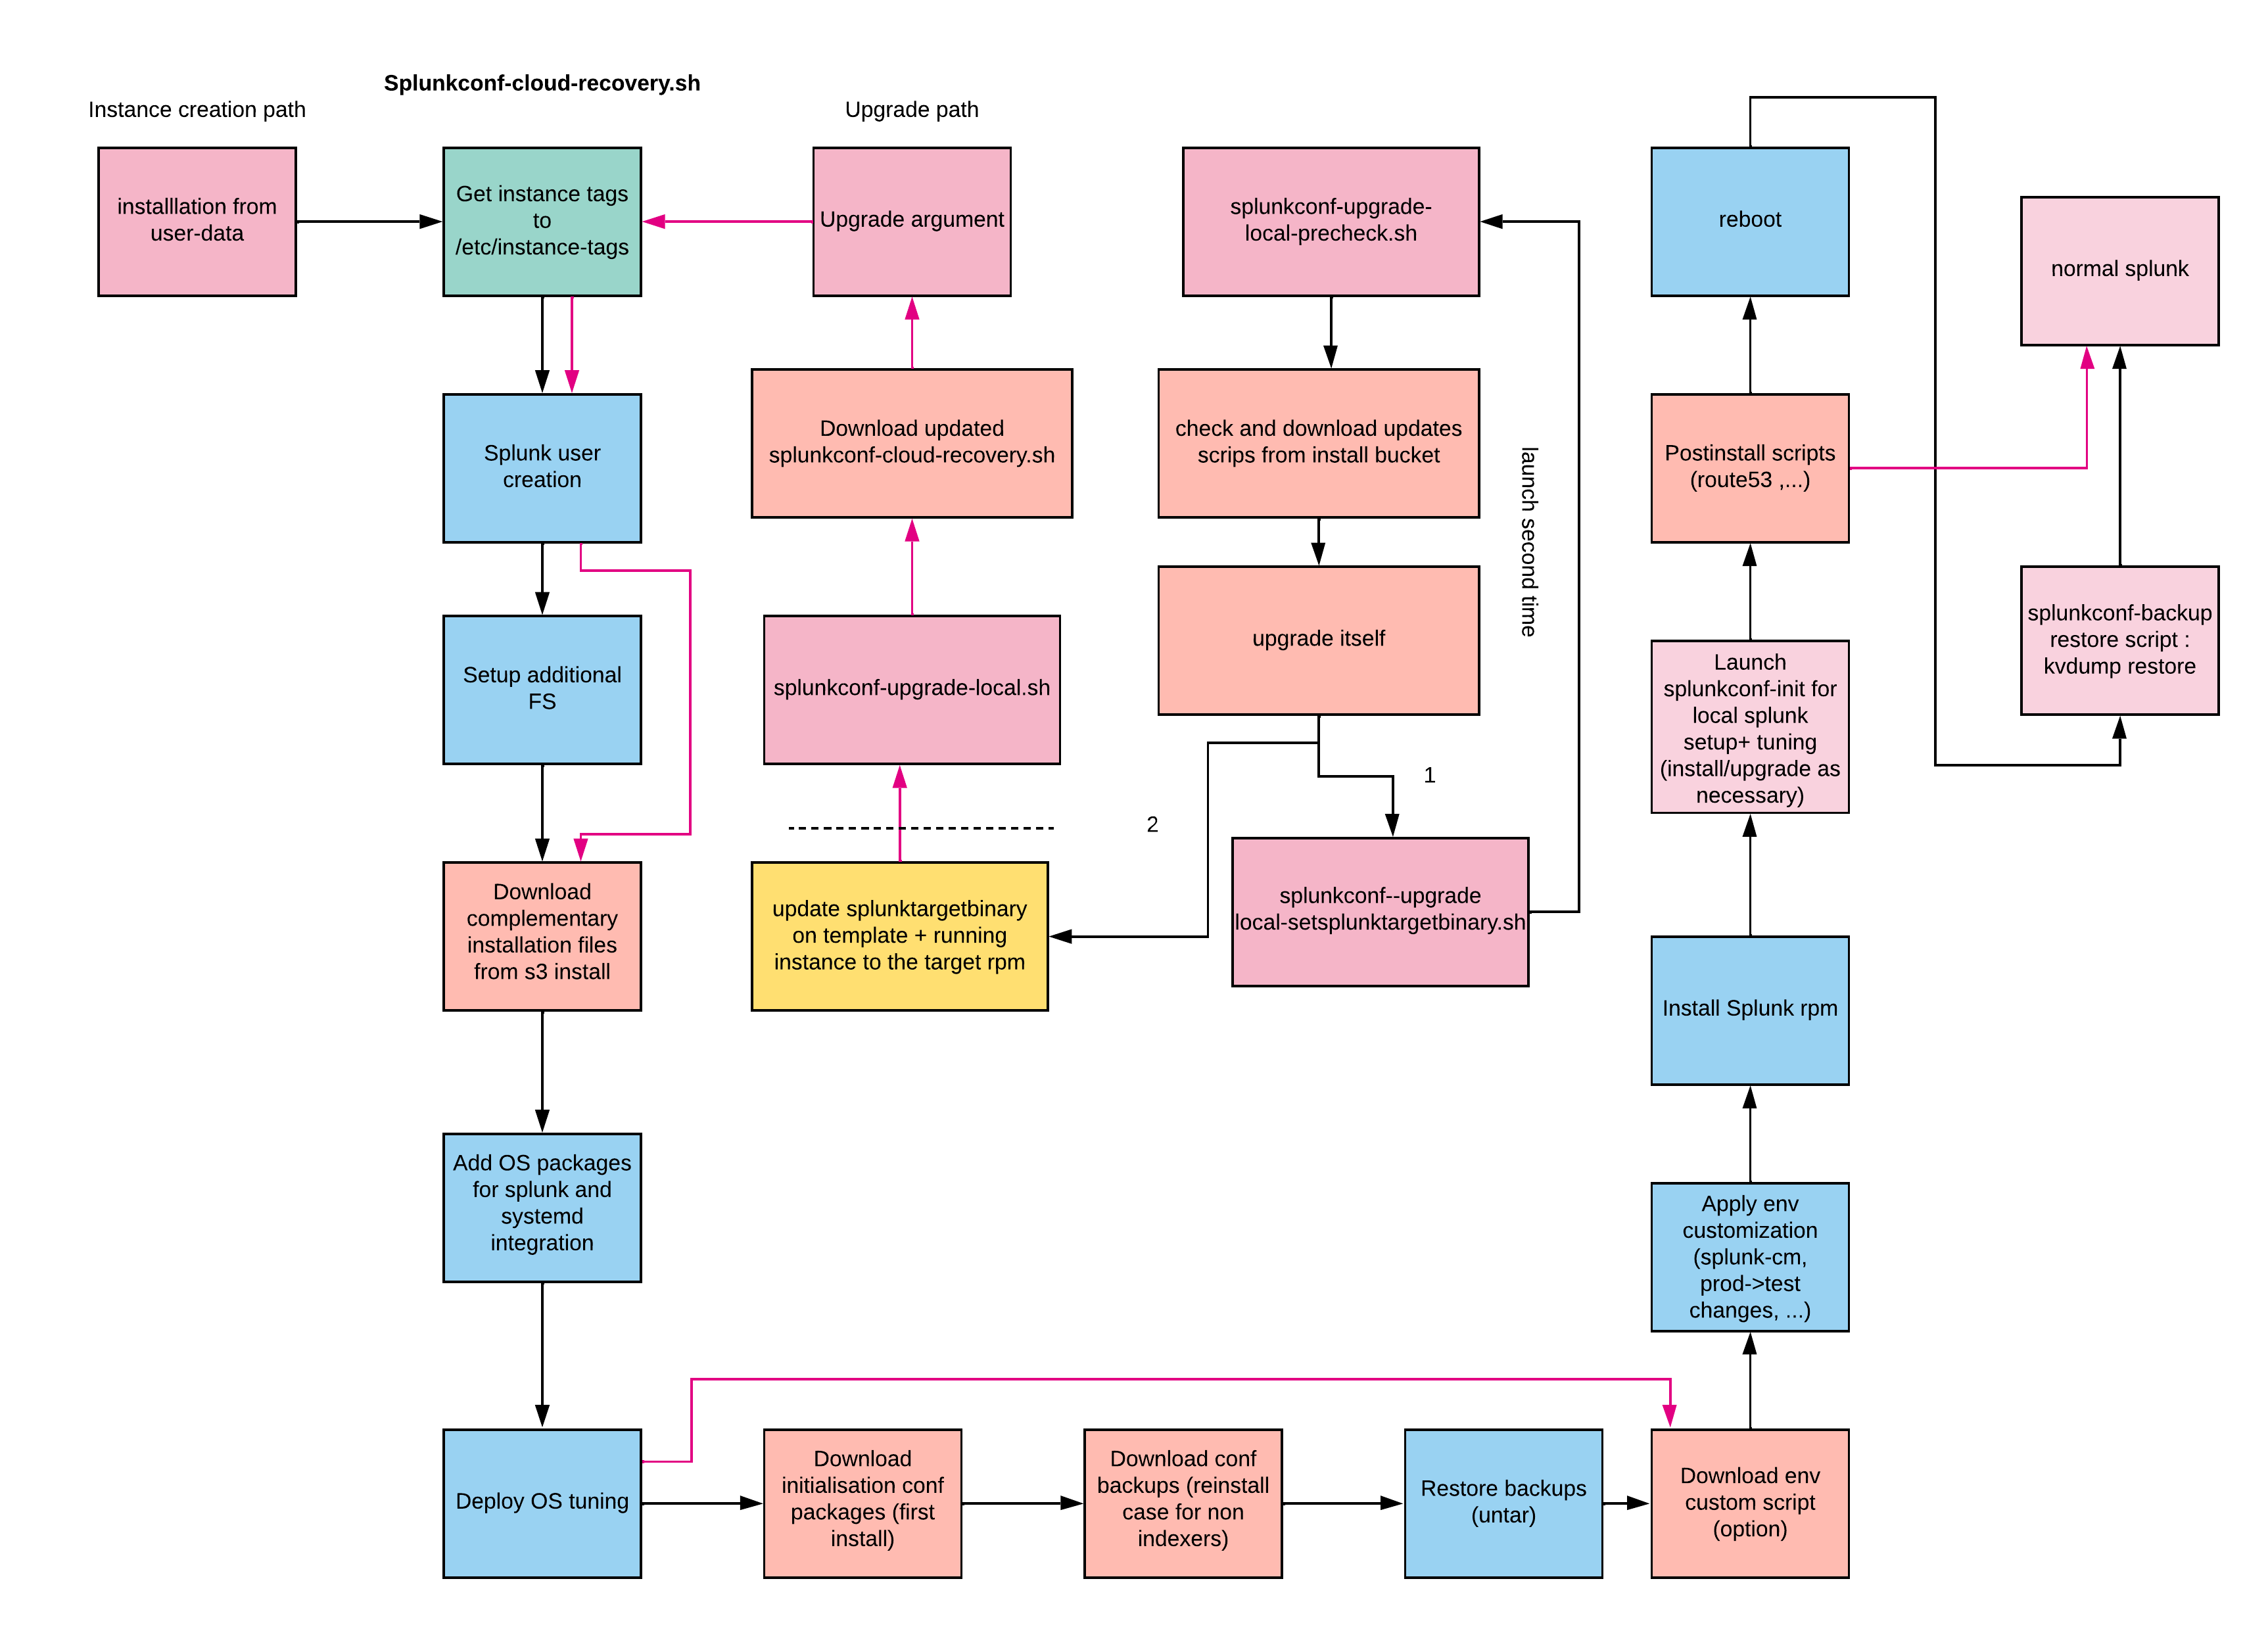 Splunkconf-cloud-recovery.sh
Instance creation path
Upgrade path
installlation from
user-data
Get instance tags
to
/etc/instance-tags
Upgrade argument
splunkconf-upgrade-
local-precheck.sh
reboot
normal splunk
Splunk user
creation
Download updated
splunkconf-cloud-recovery.sh
check and download updates
scrips from install bucket
launch second time
Postinstall scripts
(route53 ,...)
Setup additional
FS
splunkconf-upgrade-local.sh
upgrade itself
Launch
splunkconf-init for
local splunk
setup+ tuning
(install/upgrade as
necessary)
splunkconf-backup
restore script :
kvdump restore
1
2
Download
complementary
installation files
from s3 install
update splunktargetbinary
on template + running
instance to the target rpm
splunkconf--upgrade
local-setsplunktargetbinary.sh
Install Splunk rpm
Add OS packages
for splunk and
systemd
integration
Apply env
customization
(splunk-cm,
prod->test
changes, ...)
Deploy OS tuning
Download
initialisation conf
packages (first
install)
Download conf
backups (reinstall
case for non
indexers)
Restore backups
(untar)
Download env
custom script
(option)